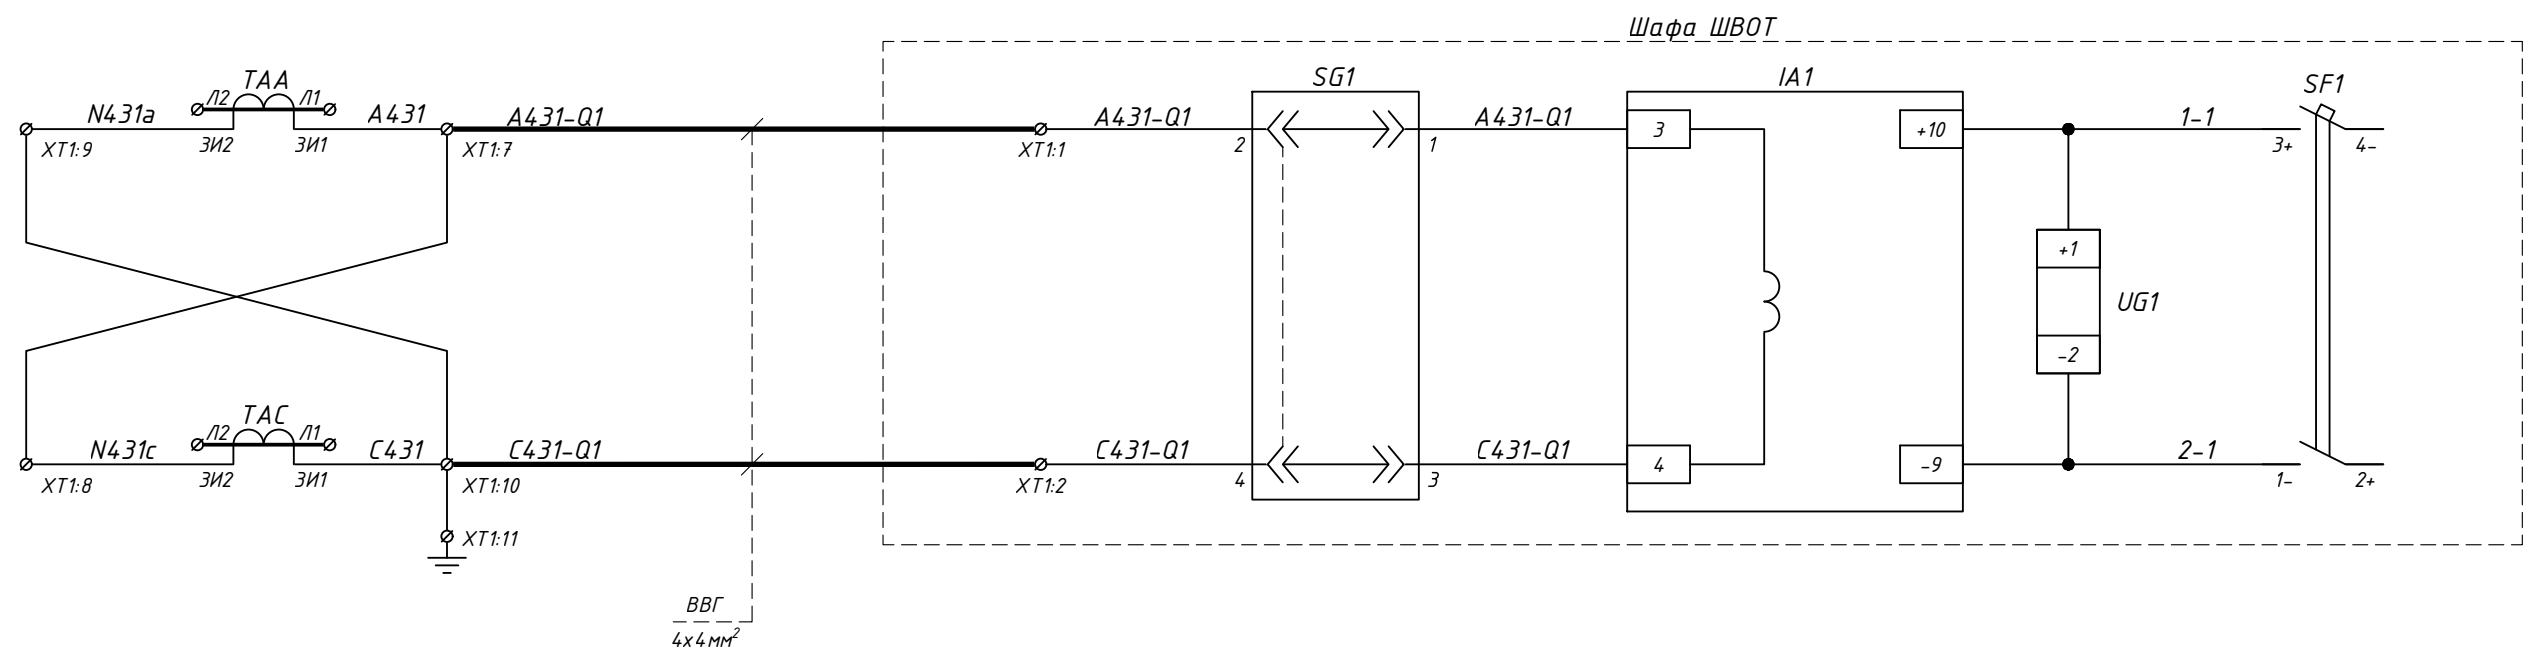 Шафа ШВОТ
TAA
Л2
Л1
N431a
A431
ЗИ2
ЗИ1
XT1:9
XT1:7
A431-Q1
XT1:1
A431-Q1
SG1
2
1
A431-Q1
IA1
3
+10
1-1
SF1
3+
4-
+1
UG1
-2
TAC
Л2
Л1
N431c
C431
ЗИ2
ЗИ1
XT1:8
XT1:10
C431-Q1
XT1:2
C431-Q1
4
3
C431-Q1
4
-9
2-1
1-
2+
XT1:11
ВВГ
4x4мм²